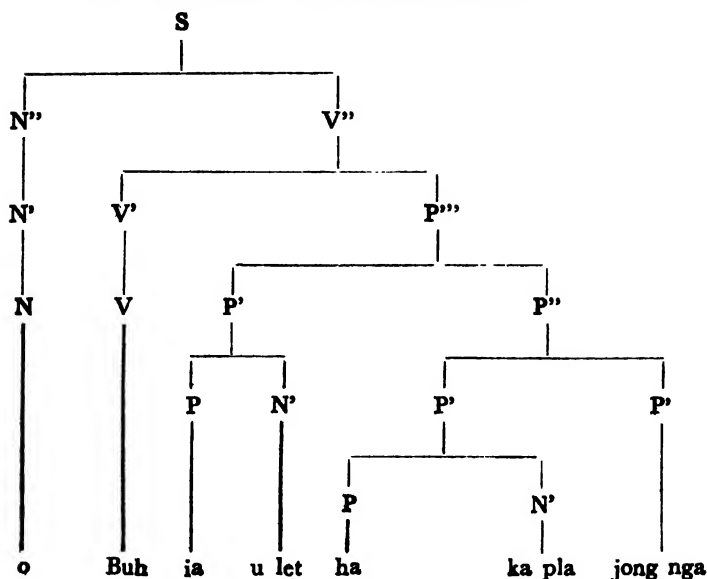 S
N” V”
N’ V’ P’”
N V P’ P”
P N’ P’ P’
P N’
o Buh ia u let ha ka pla jong nga